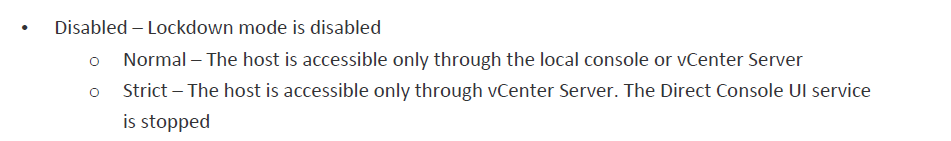 • Disabled – Lockdown mode is disabled
o Normal – The host is accessible only through the local console or vCenter Server
o Strict – The host is accessible only through vCenter Server. The Direct Console UI service
is stopped